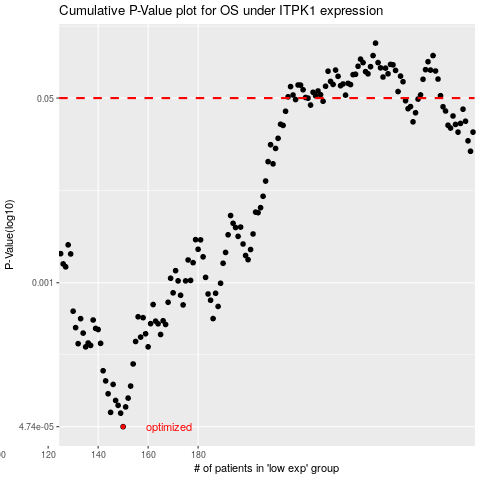 Cumulative P-Value plot for OS under ITPK1 expression
P-Value(log10)
0.05
0.001
4.74e-05
optimized
00 120 140 160 180
# of patients in 'low exp' group